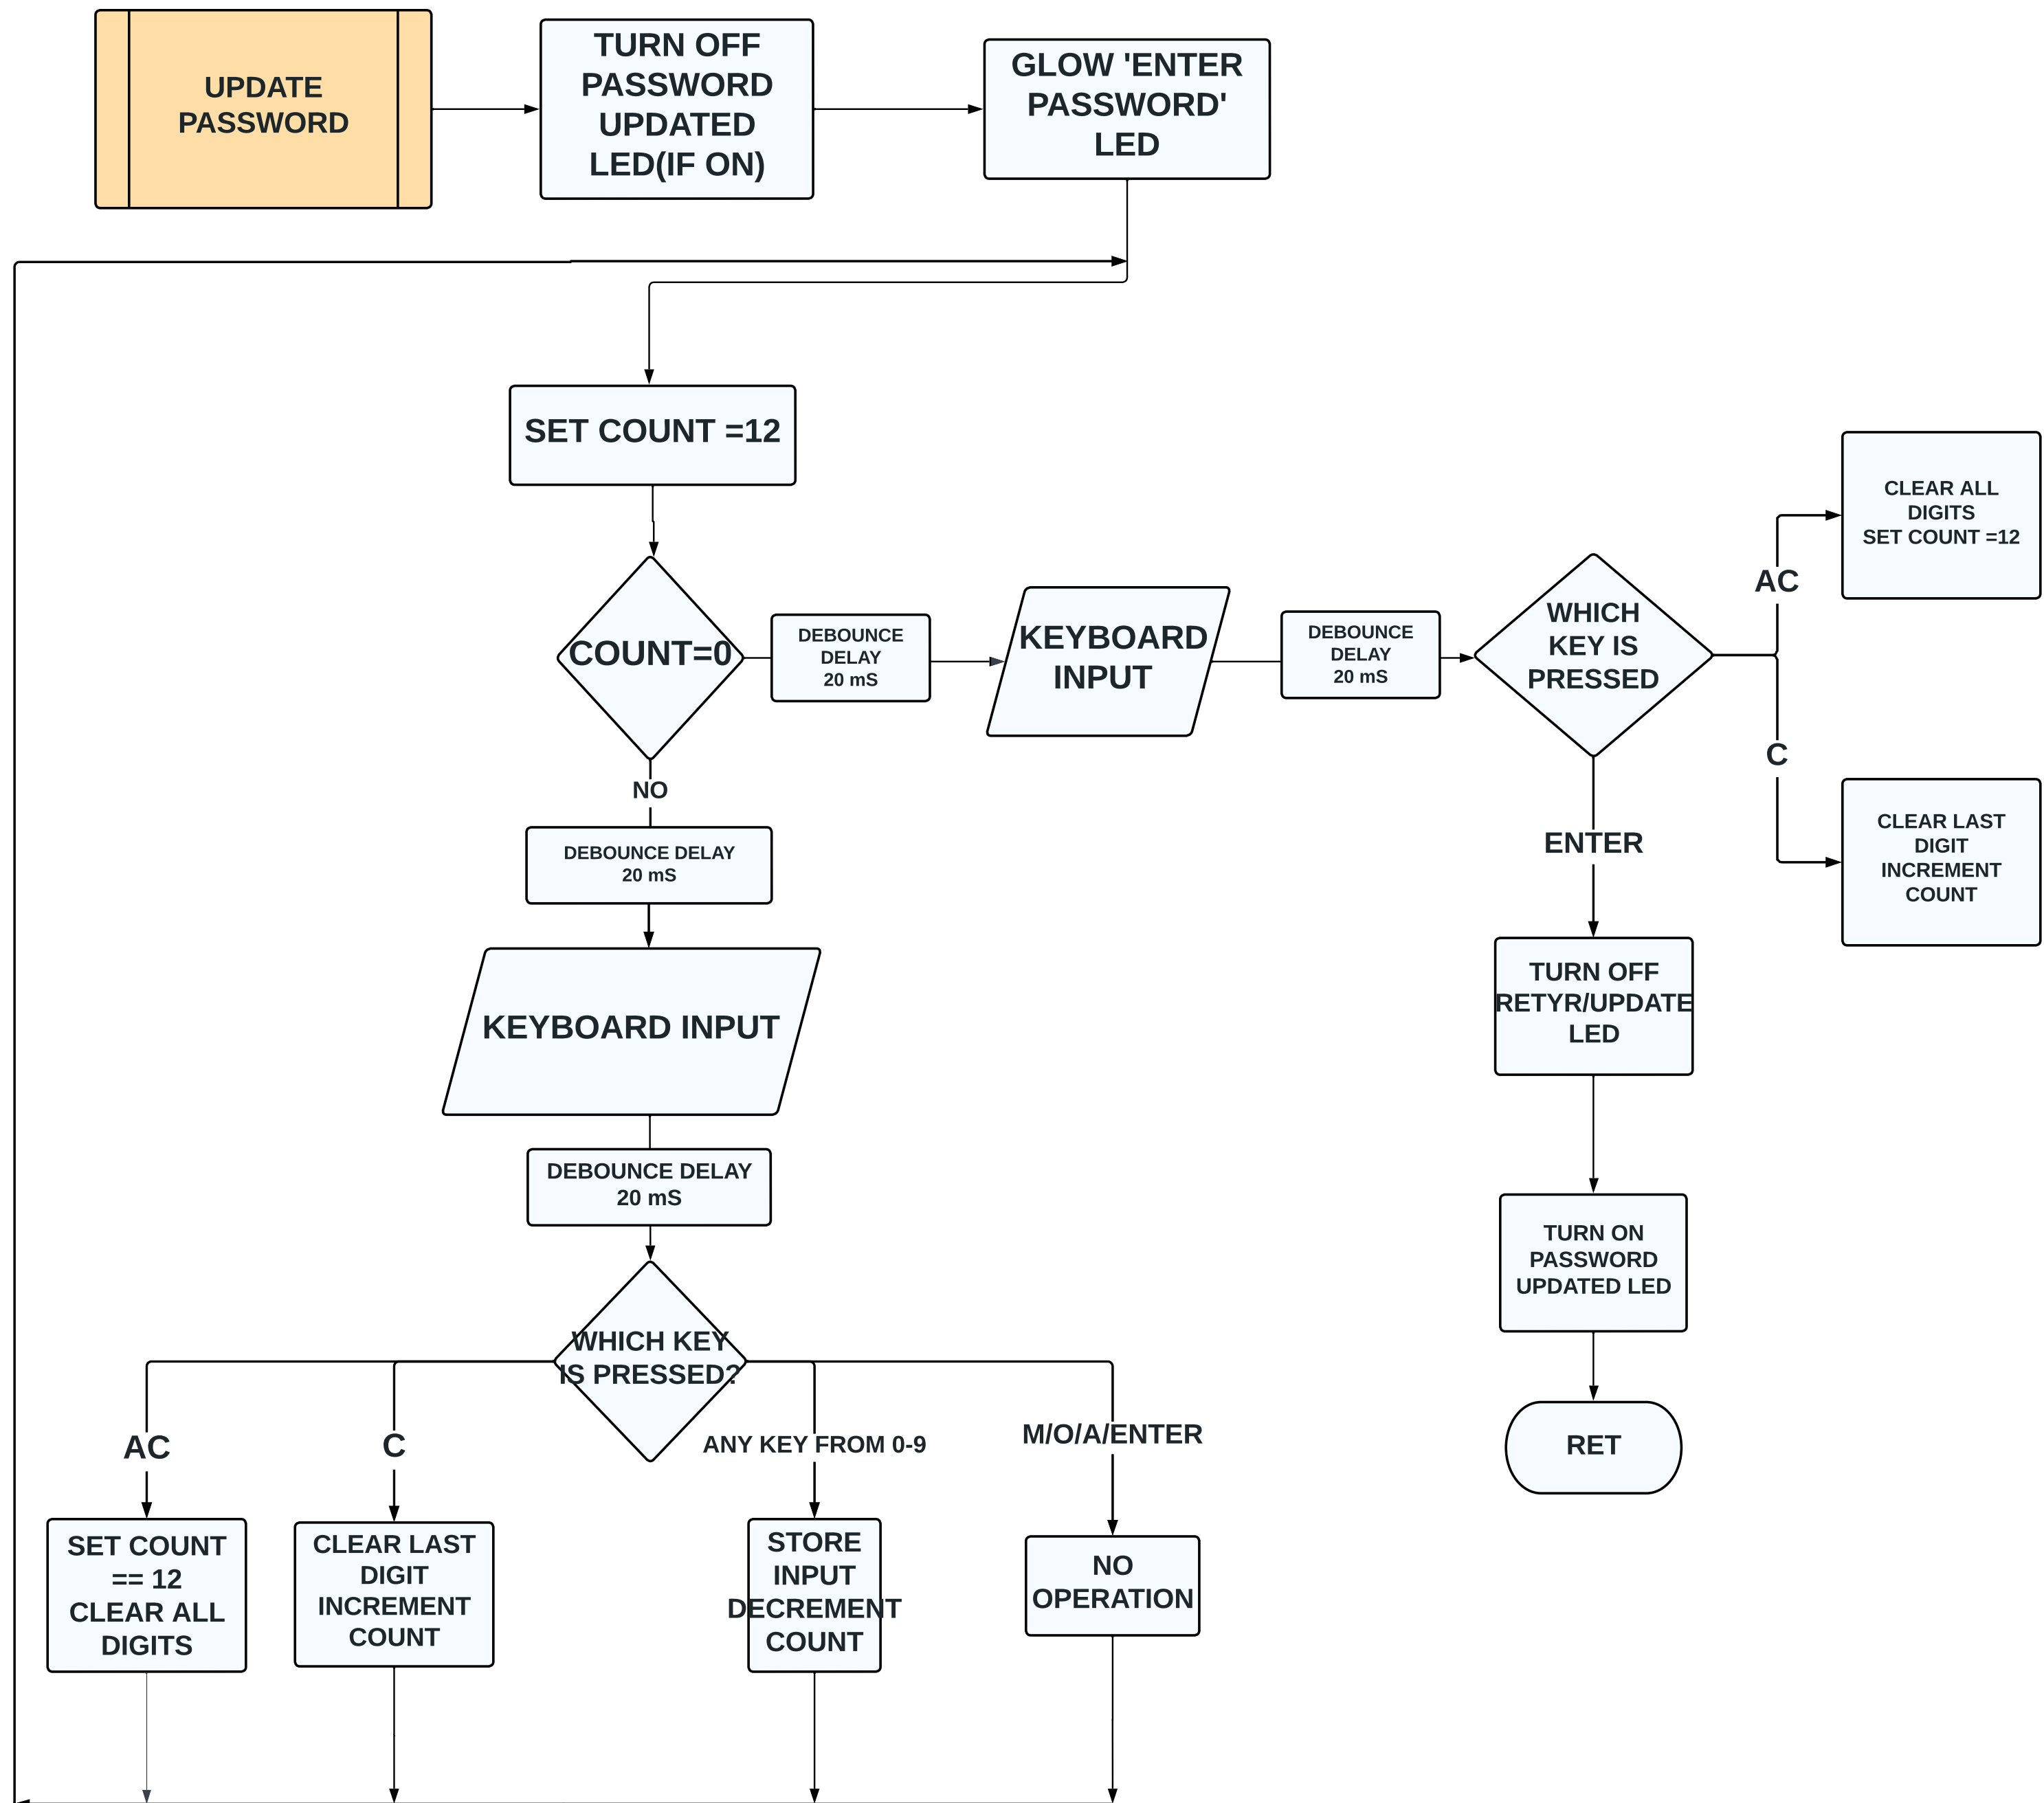 UPDATE
PASSWORD
TURN OFF
PASSWORD
UPDATED
LED(IF ON)
GLOW 'ENTER
PASSWORD'
LED
SET COUNT =12
COUNT=0
DEBOUNCE
DELAY
20 mS
KEYBOARD
INPUT
DEBOUNCE
DELAY
20 mS
WHICH
KEY IS
PRESSED
AC
CLEAR ALL
DIGITS
SET COUNT =12
C
CLEAR LAST
DIGIT
INCREMENT
COUNT
ENTER
TURN OFF
RETYR/UPDATE
LED
TURN ON
PASSWORD
UPDATED LED
RET
NO
DEBOUNCE DELAY
20 mS
KEYBOARD INPUT
DEBOUNCE DELAY
20 mS
WHICH KEY
IS PRESSED?
AC
C
ANY KEY FROM 0-9
M/O/A/ENTER
SET COUNT
== 12
CLEAR ALL
DIGITS
CLEAR LAST
DIGIT
INCREMENT
COUNT
STORE
INPUT
DECREMENT
COUNT
NO
OPERATION